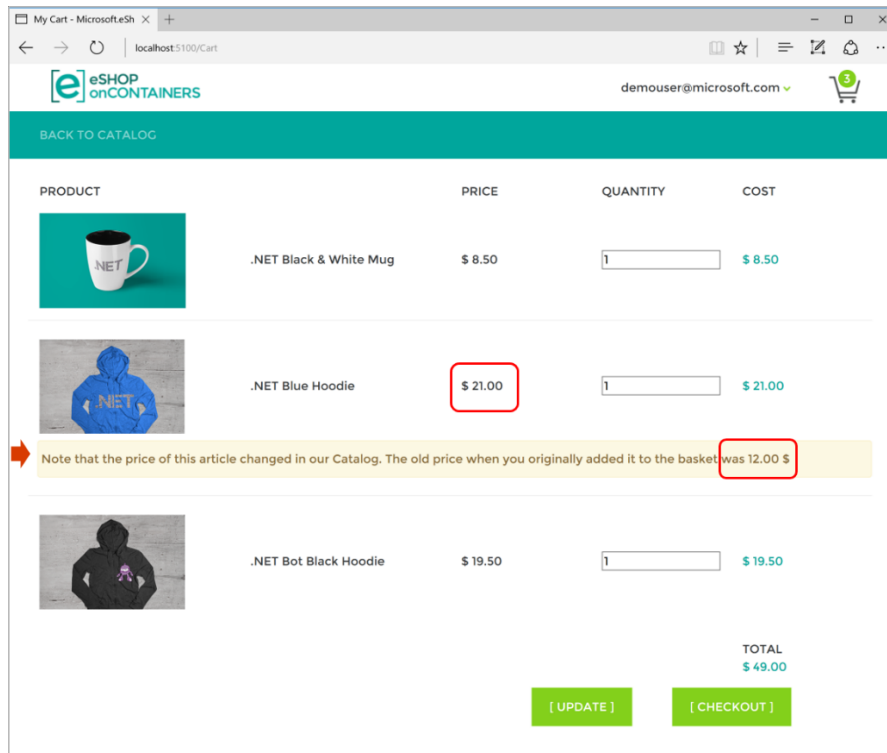 My Cart - Microsoft.eSh
localhost:5100/Cart
eSHOP
onCONTAINERS
demouser@microsoft.com
3
BACK TO CATALOG
PRODUCT PRICE QUANTITY COST
.NET
.NET Black & White Mug $ 8.50 1 $ 8.50
.NET
.NET Blue Hoodie $ 21.00 1 $ 21.00
Note that the price of this article changed in our Catalog. The old price when you originally added it to the basket was 12.00 $
.NET Bot Black Hoodie $ 19.50 1 $ 19.50
TOTAL
$ 49.00
[ UPDATE ] [ CHECKOUT ]